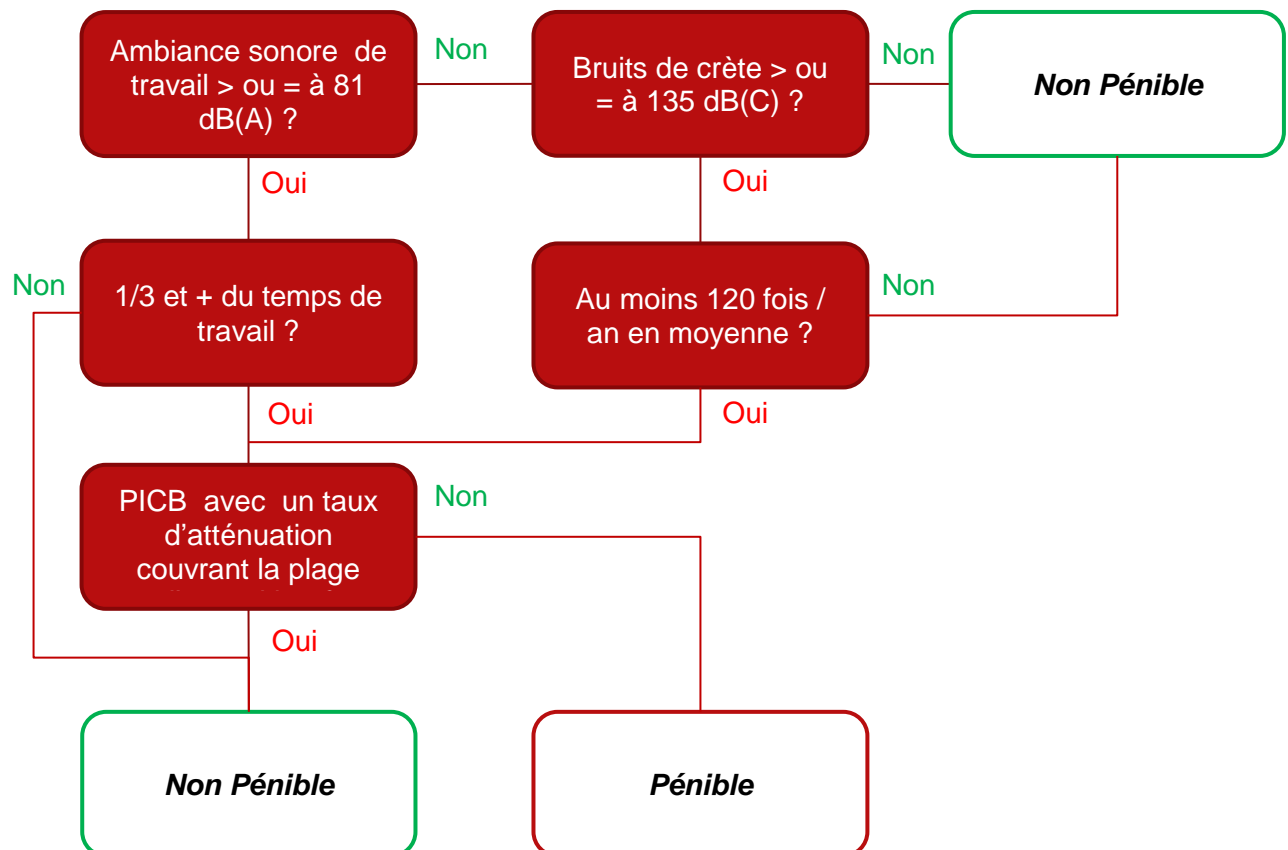 Ambiance sonore de
travail > ou = à 81
dB(A) ?
Non
Bruits de crète > ou
= à 135 dB(C) ?
Non
Non Pénible
Oui
Oui
Non
1/3 et + du temps de
travail ?
Au moins 120 fois /
an en moyenne ?
Non
Oui
Oui
PICB avec un taux
d’atténuation
couvrant la plage
Non
Oui
Non Pénible
Pénible